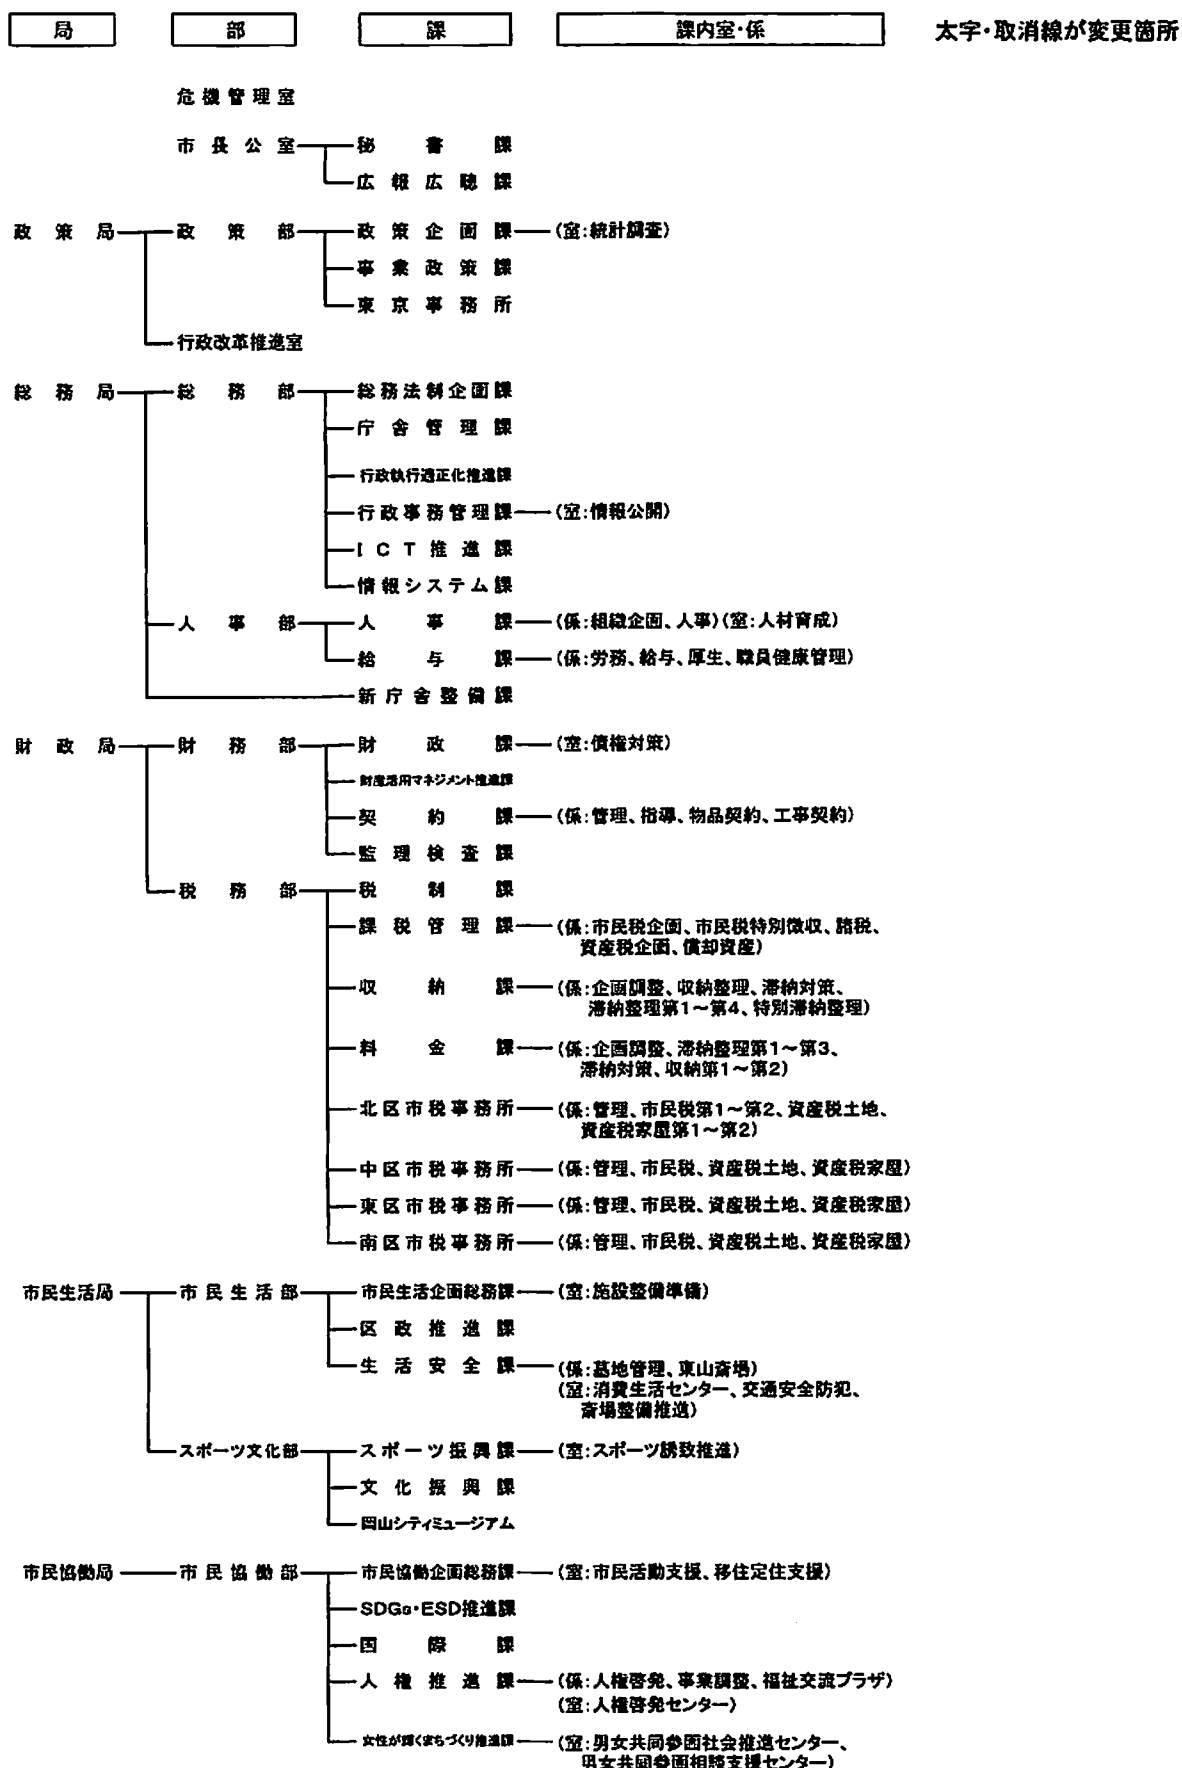 局 部 課 課内室・係 太字・取消線が変更箇所
危機管理室
市長公室 秘書課
広報広聴課
政策局 政策部 政策企画課 (室:統計調査)
事業政策課
東京事務所
行政改革推進室
総務局 総務部 総務法制企画課
庁舎管理課
行政執行適正化推進課
行政事務管理課 (室:情報公開)
ICT推進課
情報システム課
人事部 人事課 (係:組織企画、人事)(室:人材育成)
給与課 (係:労務、給与、厚生、職員健康管理)
新庁舎整備課
財政局 財務部 財政課 (室:債権対策)
財産活用マネジメント推進課
契約課 (係:管理、指導、物品契約、工事契約)
監理検査課
税務部 税制課
課税管理課 (係:市民税企画、市民税特別徴収、諸税、
資産税企画、償却資産)
収納課 (係:企画調整、収納整理、滞納対策、
滞納整理第1~第4、特別滞納整理)
料金課 (係:企画調整、滞納整理第1~第3、
滞納対策、収納第1~第2)
北区市税事務所 (係:管理、市民税第1~第2、資産税土地、
資産税家屋第1~第2)
中区市税事務所 (係:管理、市民税、資産税土地、資産税家屋)
東区市税事務所 (係:管理、市民税、資産税土地、資産税家屋)
南区市税事務所 (係:管理、市民税、資産税土地、資産税家屋)
市民生活局 市民生活部 市民生活企画総務課 (室:施設整備準備)
区政推進課
生活安全課 (係:墓地管理、東山斎場)
(室:消費生活センター、交通安全防犯、
斎場整備推進)
スポーツ文化部 スポーツ振興課 (室:スポーツ誘致推進)
文化振興課
岡山シティミュージアム
市民協働局 市民協働部 市民協働企画総務課 (室:市民活動支援、移住定住支援)
SDGs・ESD推進課
国際課
人権推進課 (係:人権啓発、事業調整、福祉交流プラザ)
(室:人権啓発センター)
女性が輝くまちづくり推進課 (室:男女共同参画社会推進センター、
男女共同参画相談支援センター)